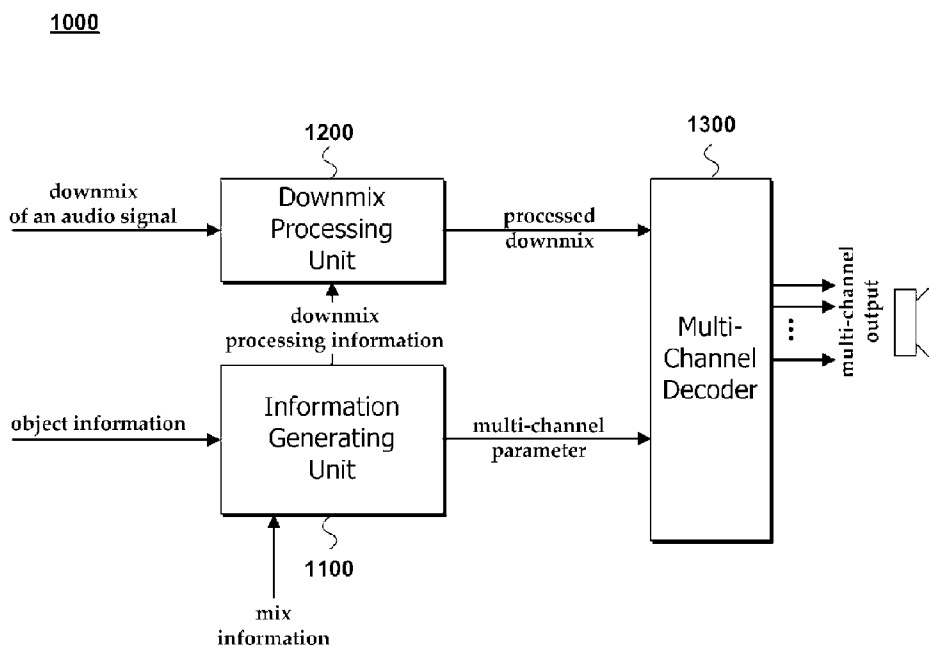 1000
1200
1300
downmix
of an audio signal
Downmix
Processing
Unit
processed
downmix
downmix
processing information
Multi-
Channel
Decoder
multi-channel
output
object information
Information
Generating
Unit
multi-channel
parameter
1100
mix
information